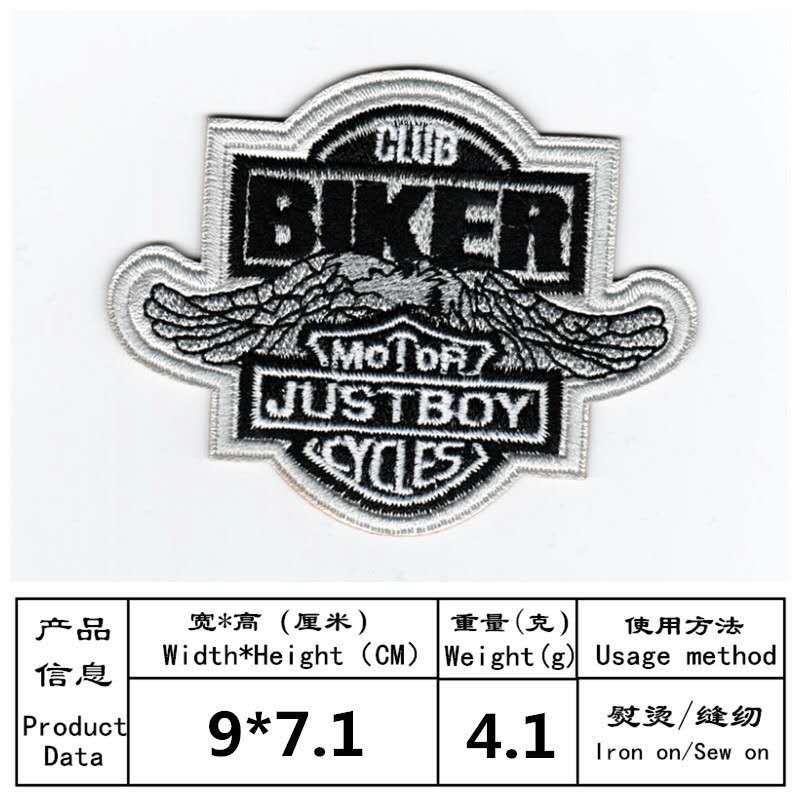 CLUB
BIKER
MOTOR
JUSTBOY
CYCLES
产品
信息
Product
Data
宽*高 (厘米)
Width*Height (CM)
9*7.1
重量(克)
Weight(g)
4.1
使用方法
Usage method
熨烫/缝纫
Iron on/Sew on